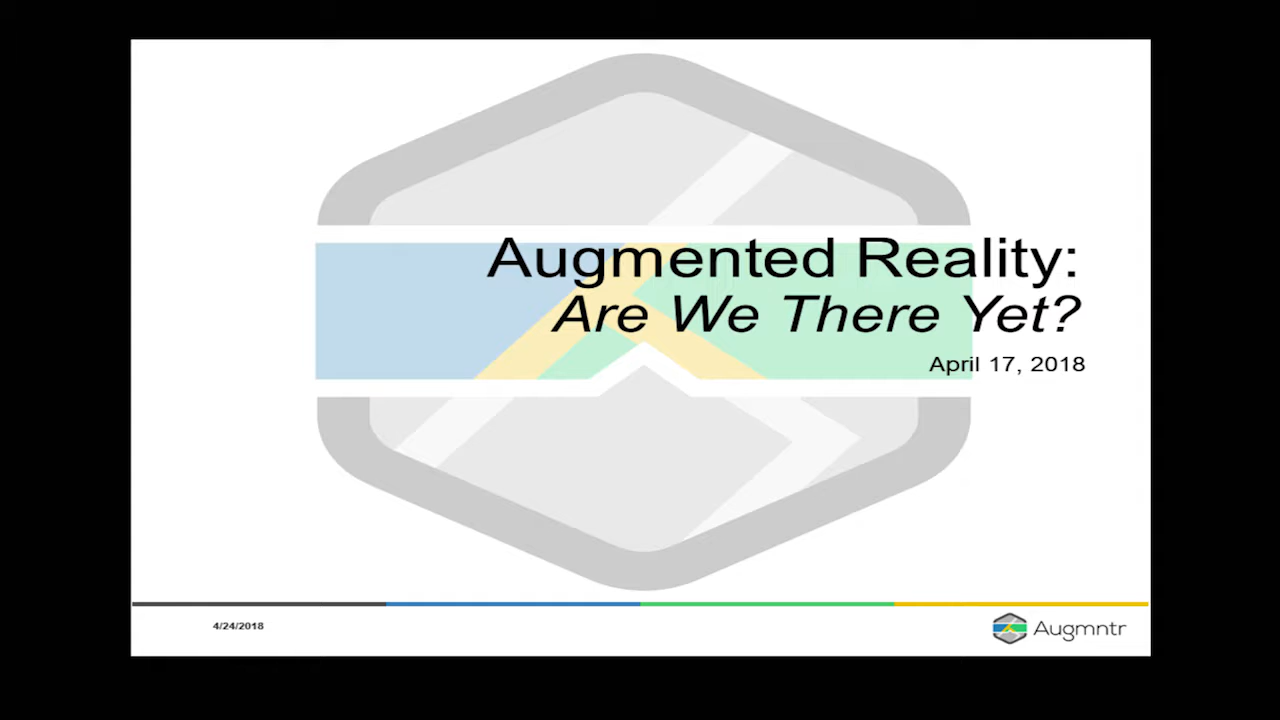 Augmented Reality:
Are We There Yet?
April 17, 2018
4/24/2018
Augmntr